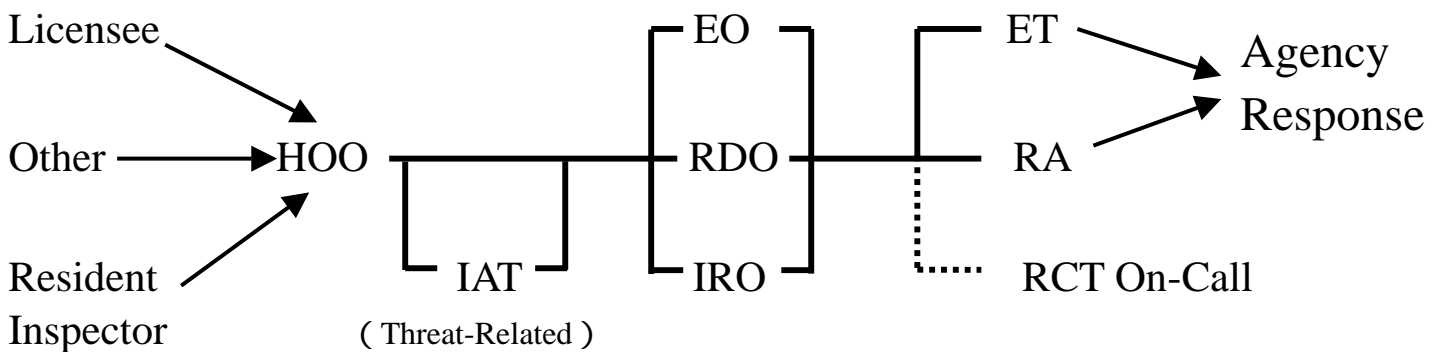 Licensee
Other
Resident
Inspector
HOO
IAT
( Threat-Related )
EO
RDO
IRO
ET
RA
RCT On-Call
Agency
Response